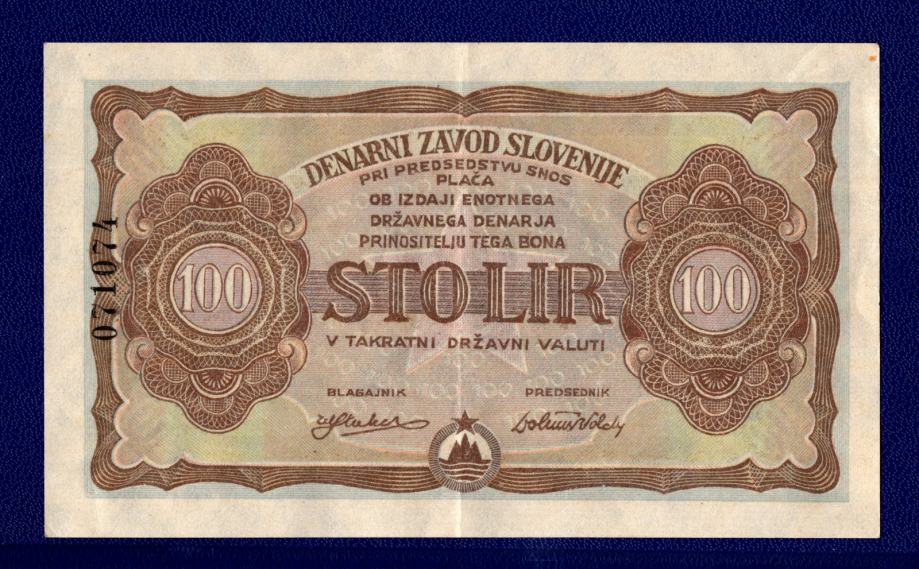 DENARNI ZAVOD SLOVENIJE
PRI PREDSEDSTVU SNOS
PLAČA
OB IZDAJI ENOTNEGA
DRŽAVNEGA DENARJA
PRINOSITELJU TEGA BONA
071074
100
STO LIR
100
V TAKRATNI DRŽAVNI VALUTI
BLAGAJNIK
PREDSEDNIK